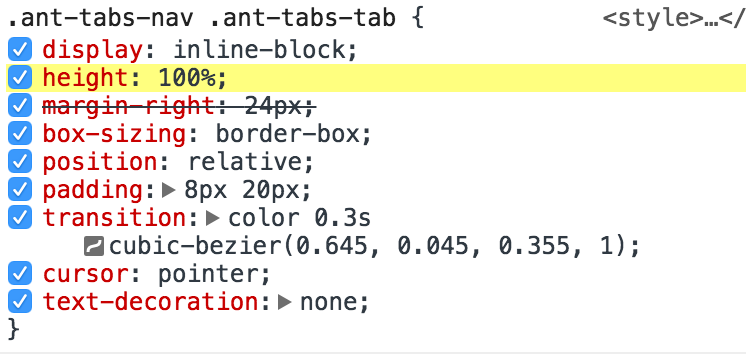 .ant-tabs-nav .ant-tabs-tab { <style>…</
display: inline-block;
height: 100%;
margin-right: 24px;
box-sizing: border-box;
position: relative;
padding: 8px 20px;
transition: color 0.3s
cubic-bezier(0.645, 0.045, 0.355, 1);
cursor: pointer;
text-decoration: none;
}